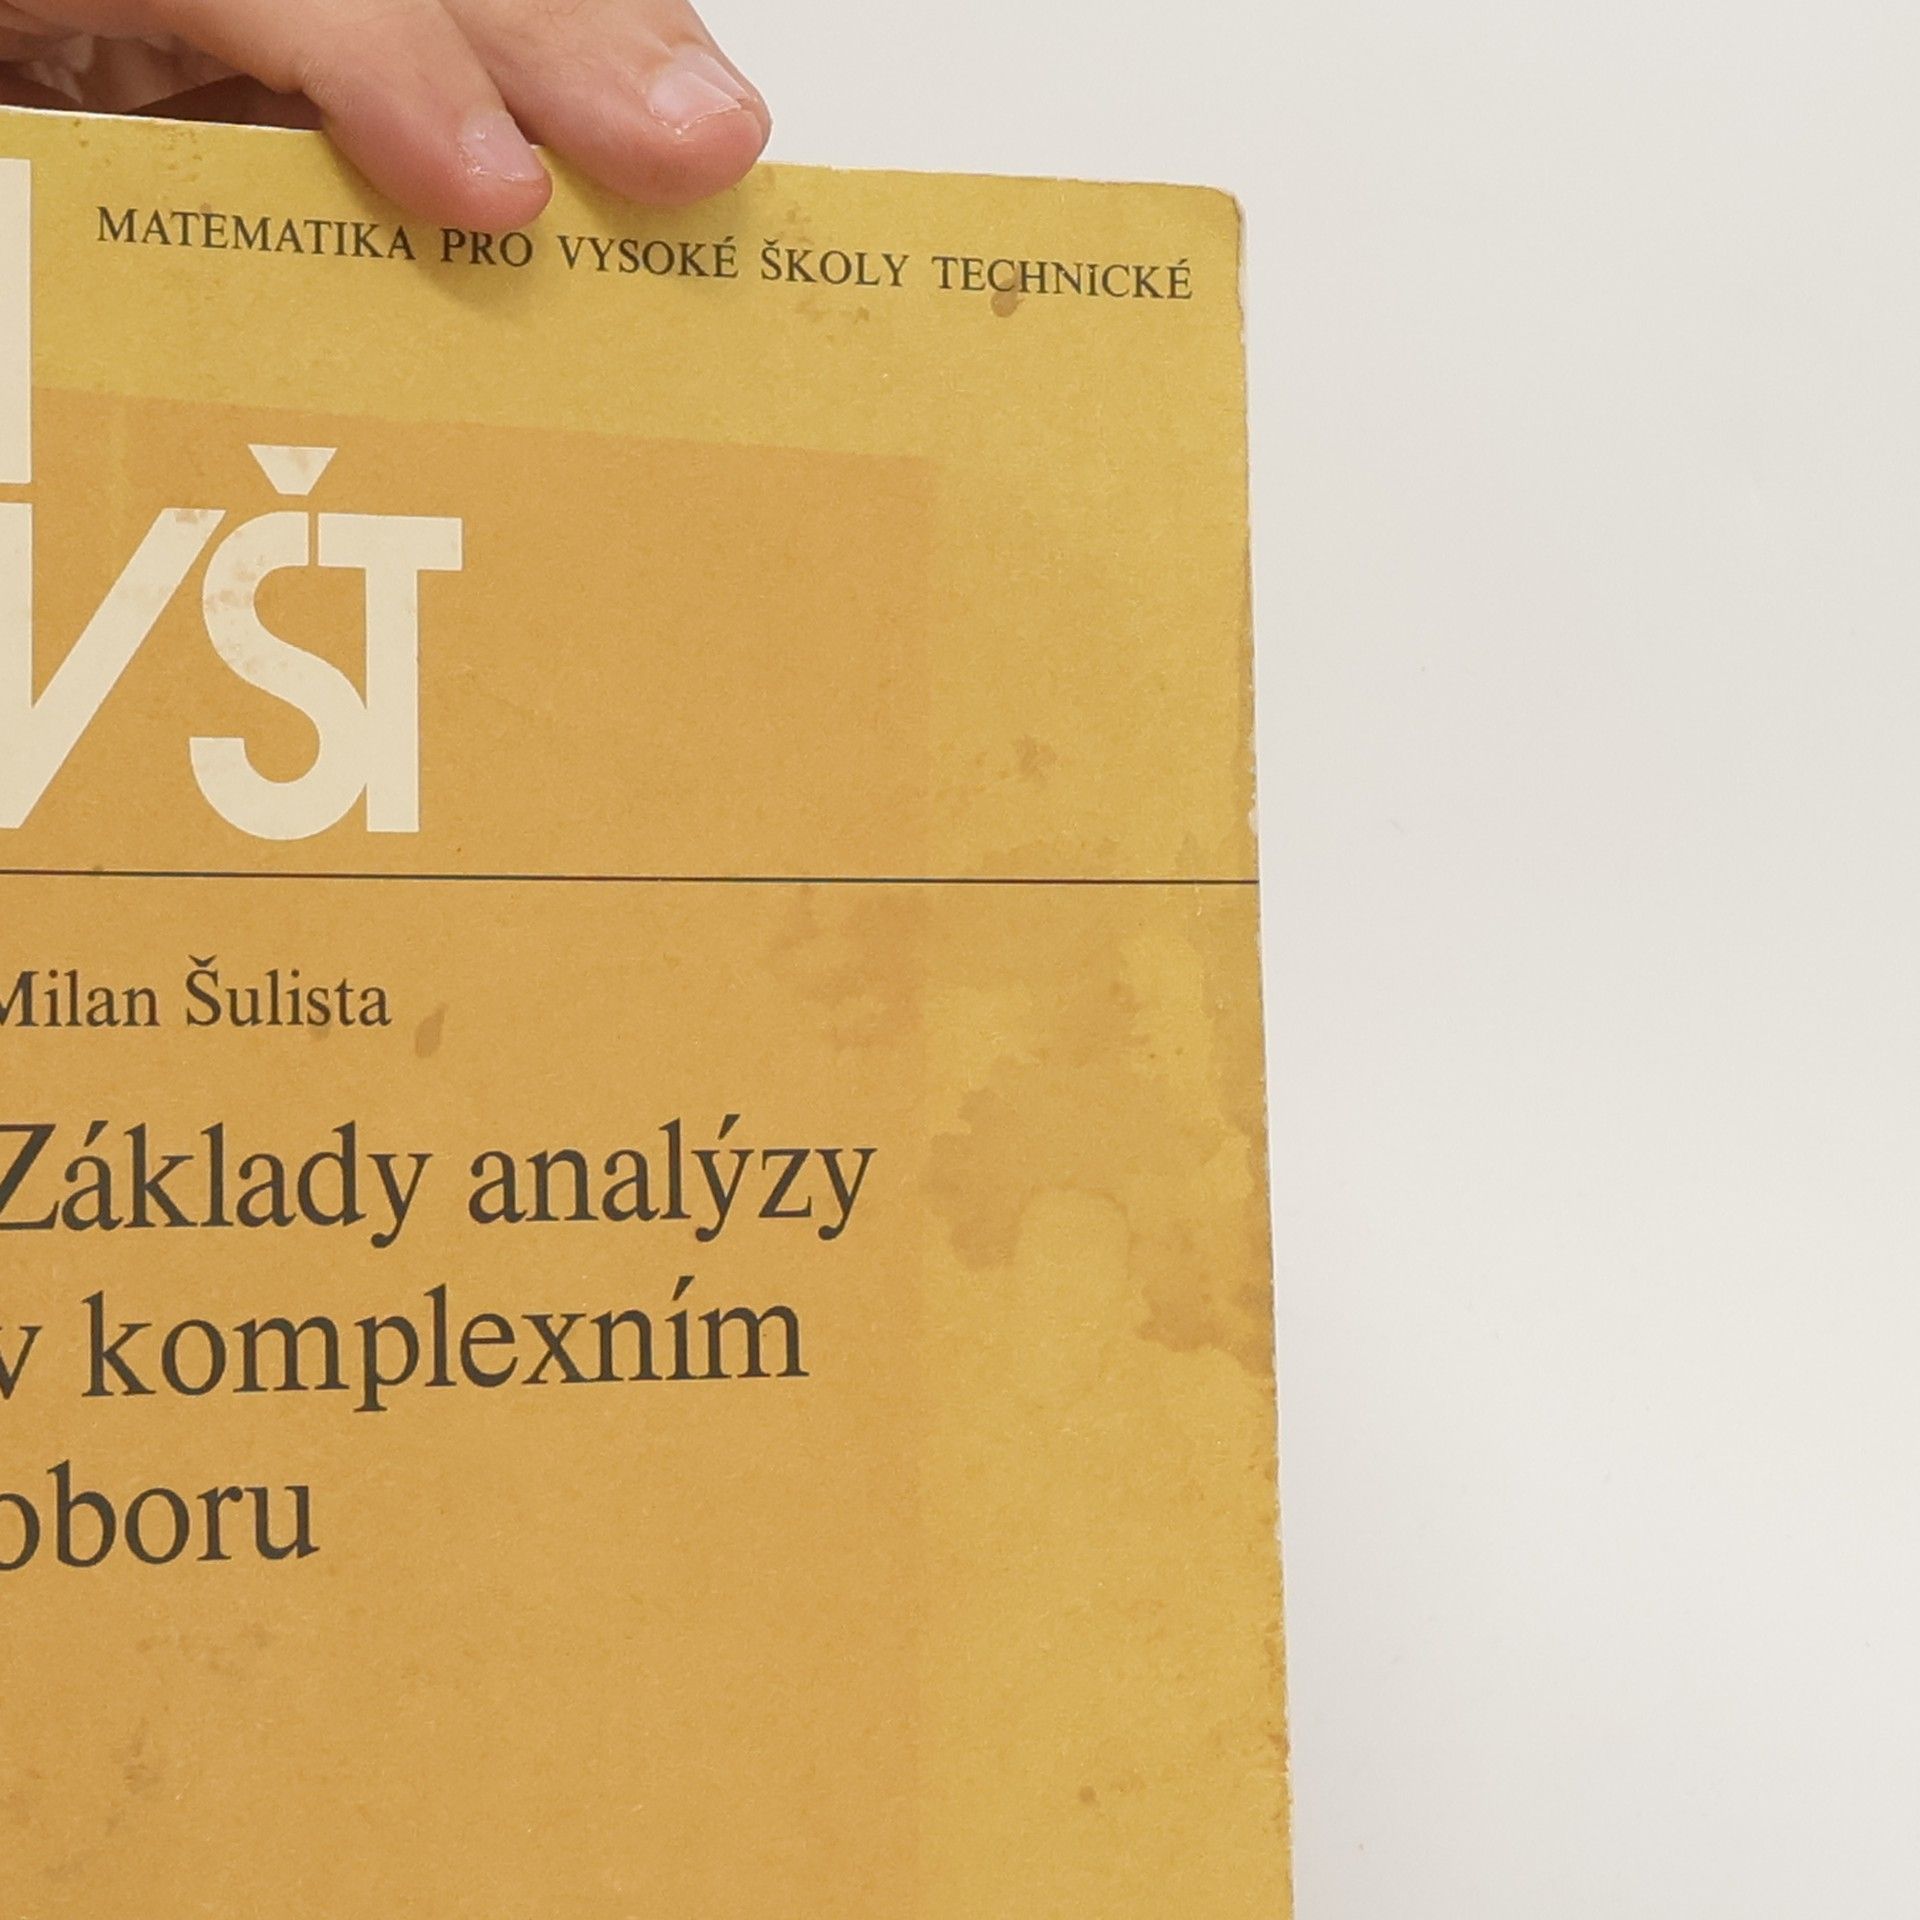 MATEMATIKA PRO VYSOKÉ ŠKOLY TECHNICKÉ
VŠT
Milan Šulista
Základy analýzy
v komplexním
oboru